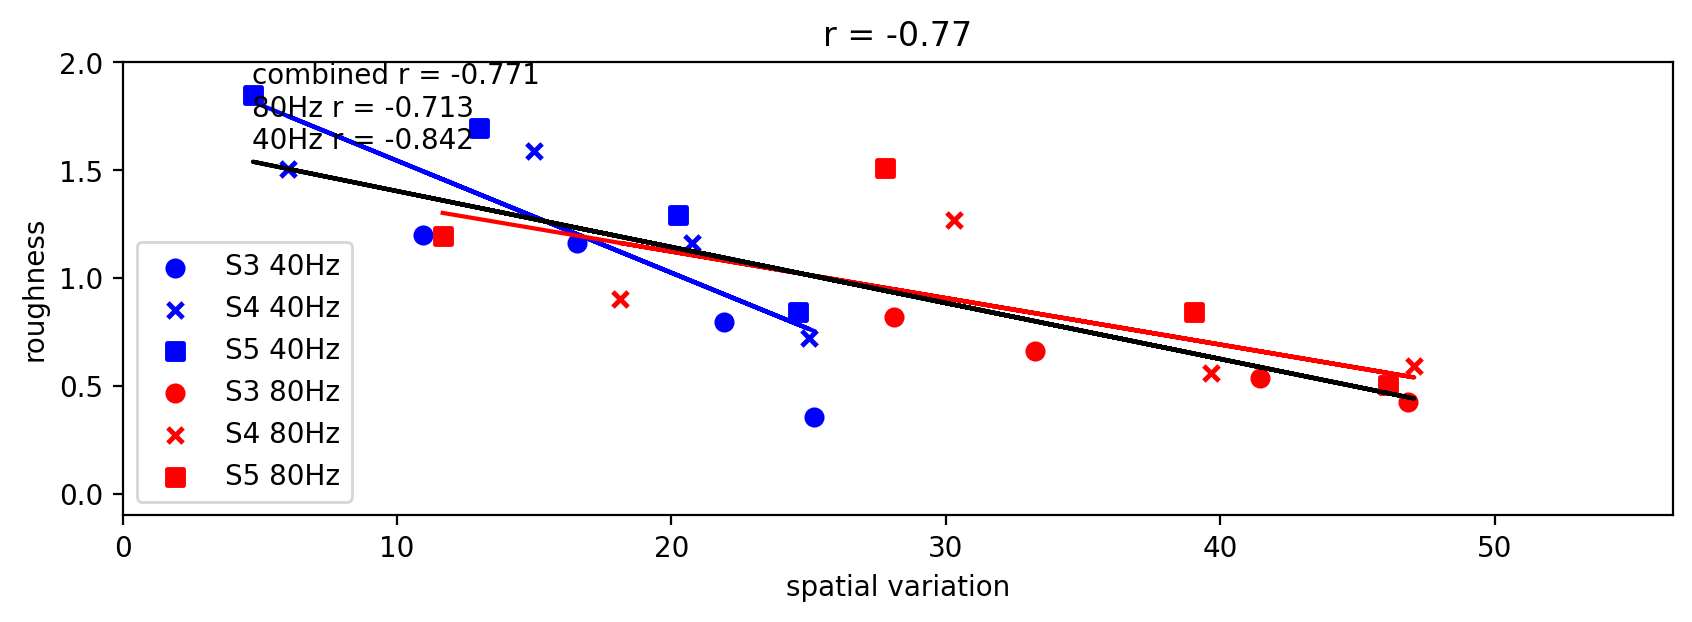 r = -0.77
combined r = -0.771
80Hz r = -0.713
40Hz r = -0.842
2.0
1.5
1.0
0.5
0.0
roughness
S3 40Hz
S4 40Hz
S5 40Hz
S3 80Hz
S4 80Hz
S5 80Hz
0 10 20 30 40 50
spatial variation